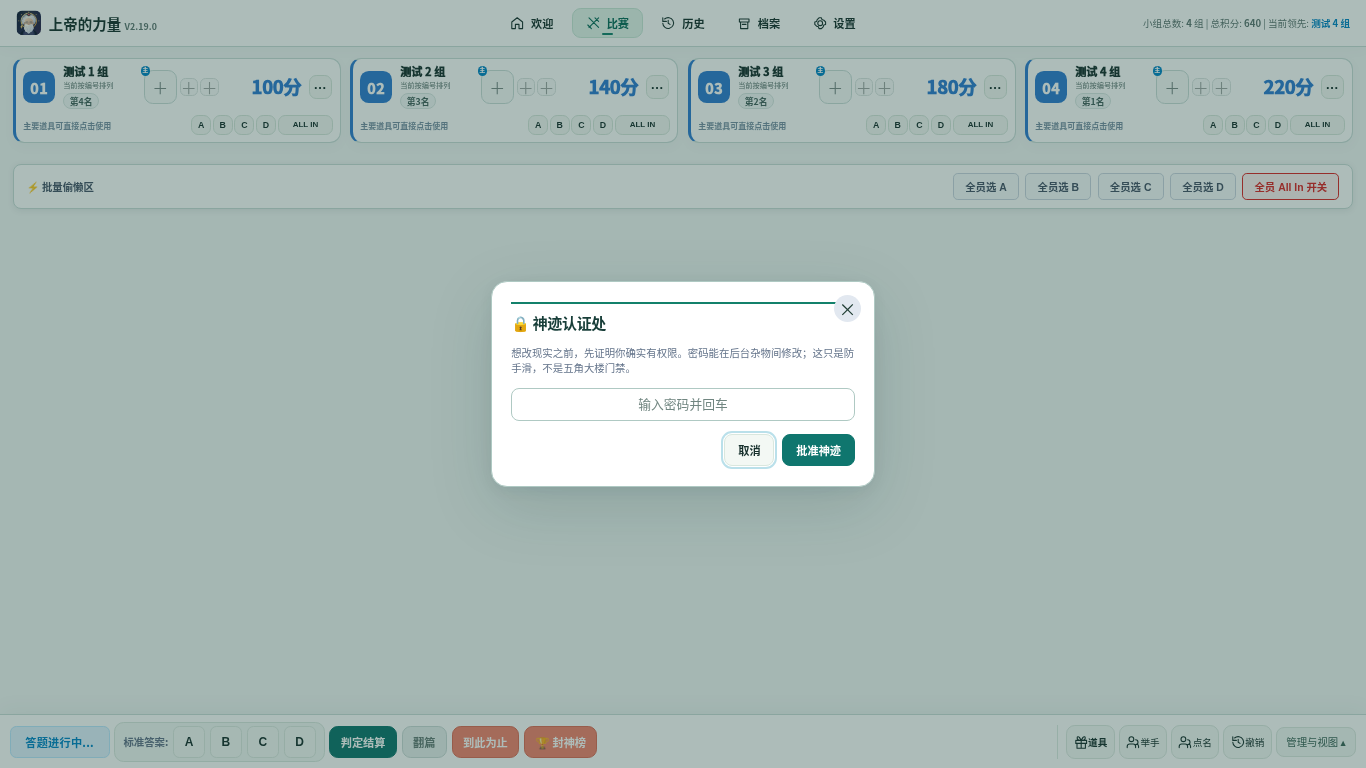 上帝的力量 V2.19.0
欢迎
比赛
历史
档案
设置
小组总数: 4 组 | 总积分: 640 | 当前领先: 测试 4 组
01
测试 1 组
当前按编号排列
第4名
主
100分
...
主要道具可直接点击使用
A B C D ALL IN
02
测试 2 组
当前按编号排列
第3名
主
140分
...
主要道具可直接点击使用
A B C D ALL IN
03
测试 3 组
当前按编号排列
第2名
主
180分
...
主要道具可直接点击使用
A B C D ALL IN
04
测试 4 组
当前按编号排列
第1名
主
220分
...
主要道具可直接点击使用
A B C D ALL IN
⚡ 批量偷懒区
全员选 A
全员选 B
全员选 C
全员选 D
全员 All In 开关
🔒 神迹认证处
想改现实之前，先证明你确实有权限。密码能在后台杂物间修改；这只是防
手滑，不是五角大楼门禁。
输入密码并回车
取消
批准神迹
答题进行中...
标准答案: A B C D
判定结算
翻篇
到此为止
🏆 封神榜
道具
举手
点名
撤销
管理与视图 ▴